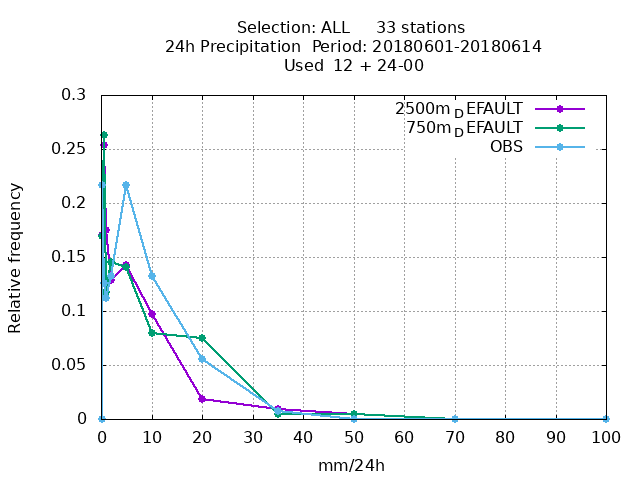 Selection: ALL 33 stations
24h Precipitation Period: 20180601-20180614
Used 12 + 24-00
0.3
0.25
0.2
0.15
0.1
0.05
0
Relative frequency
2500m_DEFAULT
750m_DEFAULT
OBS
0 10 20 30 40 50 60 70 80 90 100
mm/24h